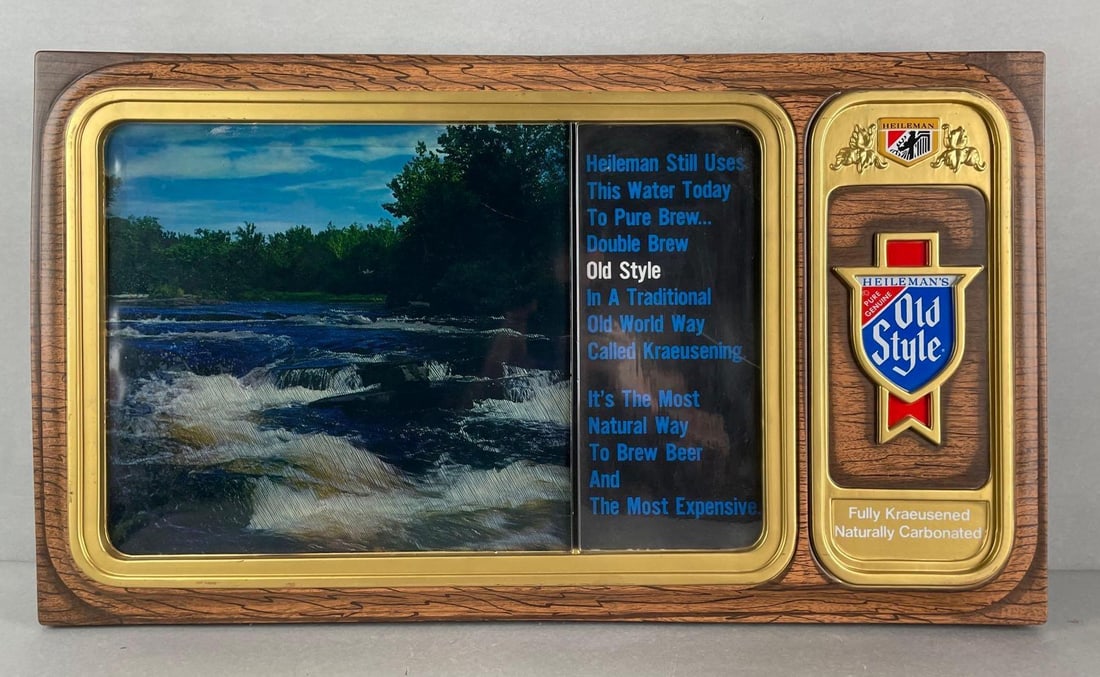 Heileman Still Uses
This Water Today
To Pure Brew...
Double Brew
Old Style
In A Traditional
Old World Way
Called Kraeusening
It's The Most
Natural Way
To Brew Beer
And
The Most Expensive.
HEILEMAN
HEILEMAN'S
PURE
GENUINE
Old
Style
Fully Kraeusened
Naturally Carbonated